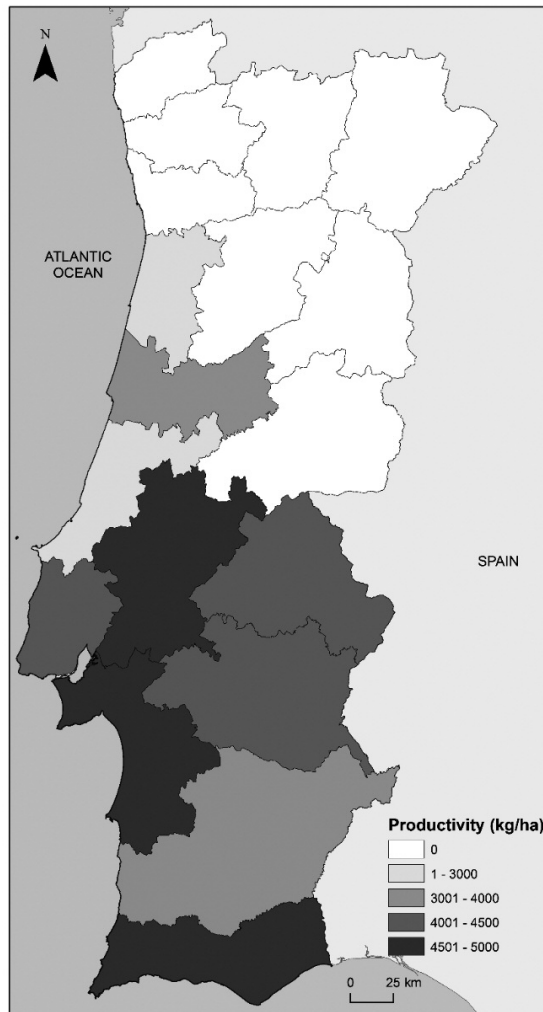 N
ATLANTIC
OCEAN
SPAIN
Productivity (kg/ha)
0
1 - 3000
3001 - 4000
4001 - 4500
4501 - 5000
0 25 km